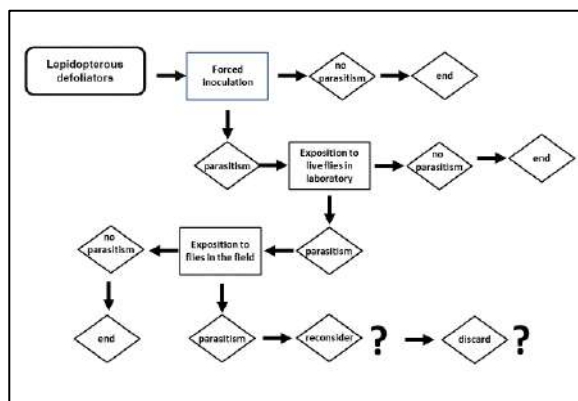 Lepidopterous
defoliators
Forced
Inoculation
no
parasitism
end
parasitism
Exposition to
live flies in
laboratory
no
parasitism
end
no
parasitism
Exposition to
flies in the field
parasitism
end
parasitism
reconsider
?
discard
?